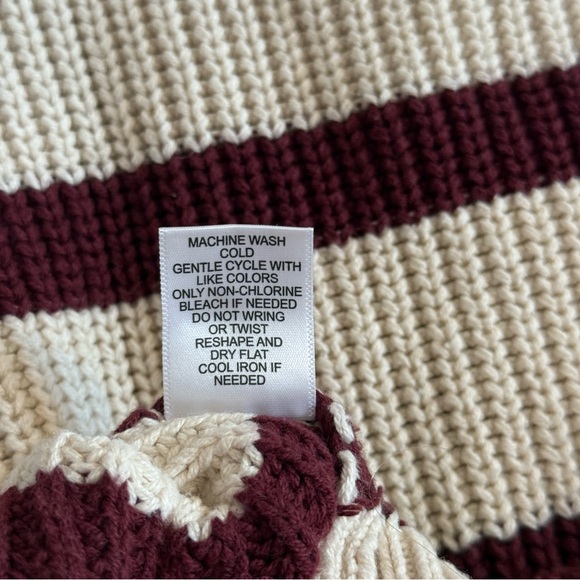 MACHINE WASH
COLD
GENTLE CYCLE WITH
LIKE COLORS
ONLY NON-CHLORINE
BLEACH IF NEEDED
DO NOT WRING
OR TWIST
RESHAPE AND
DRY FLAT
COOL IRON IF
NEEDED